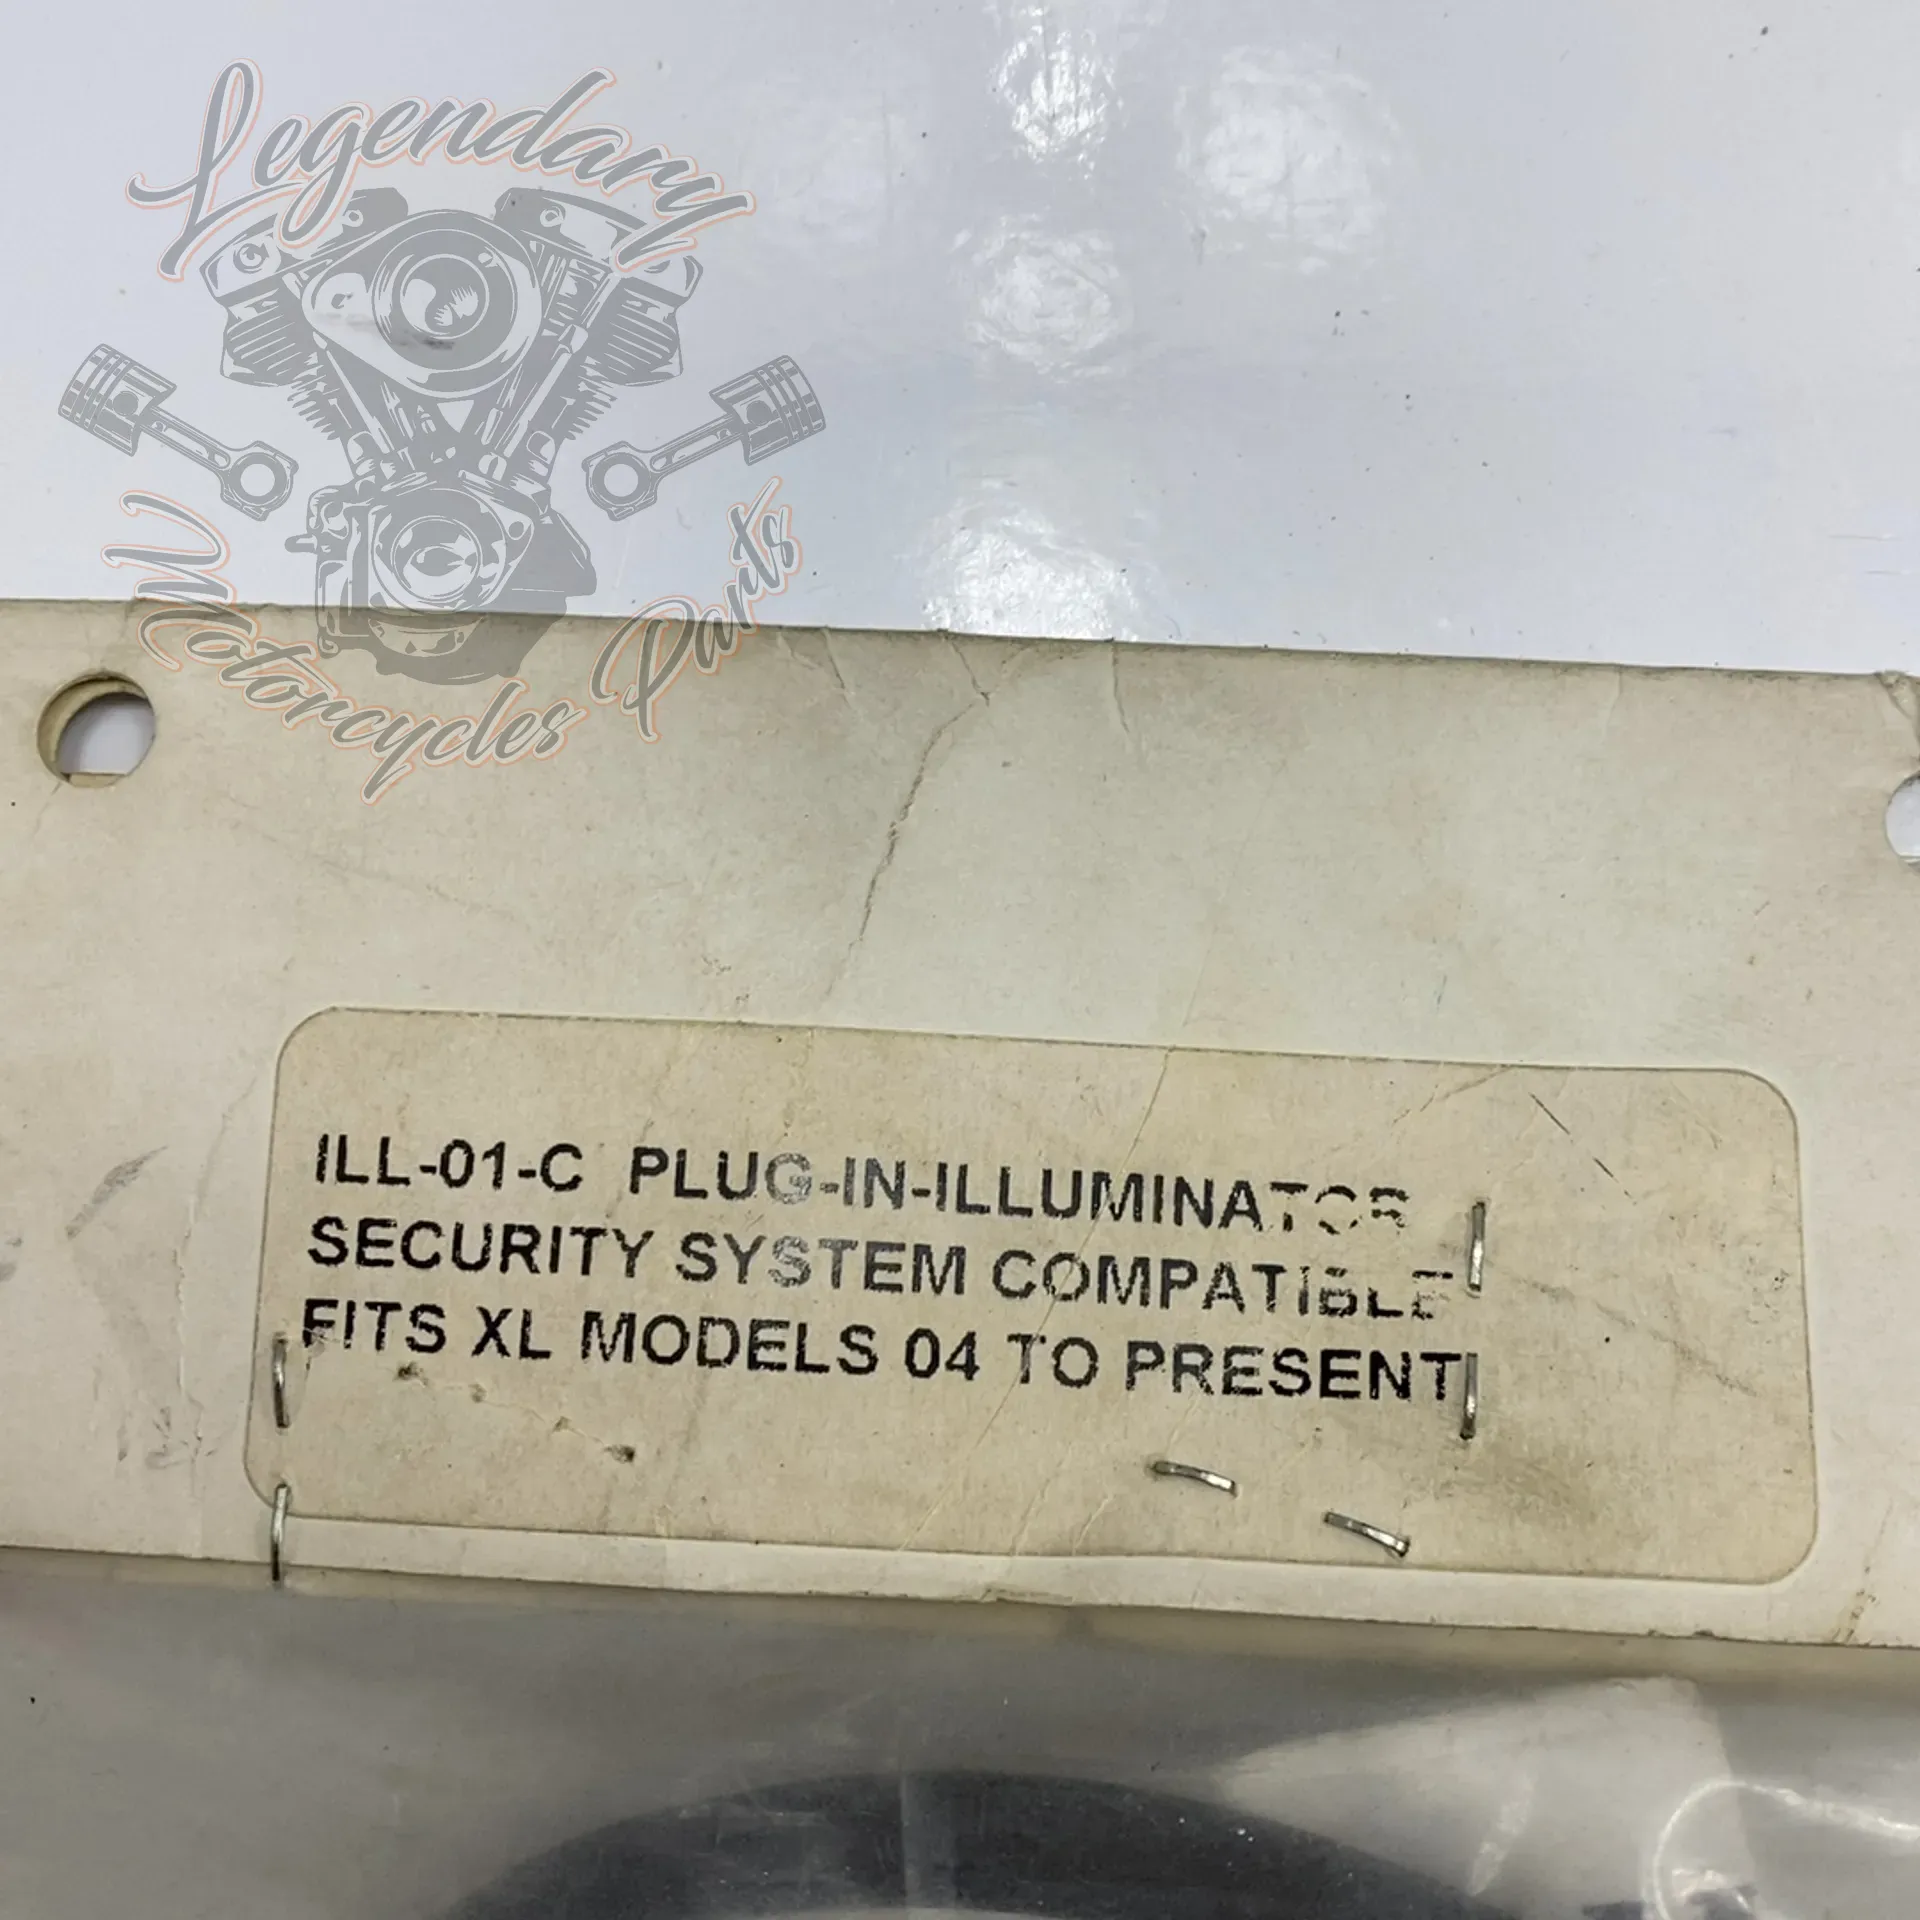 Legendary
Motorcycles Parts
ILL-01-C PLUG-IN-ILLUMINATOR
SECURITY SYSTEM COMPATIBLE
FITS XL MODELS 04 TO PRESENT